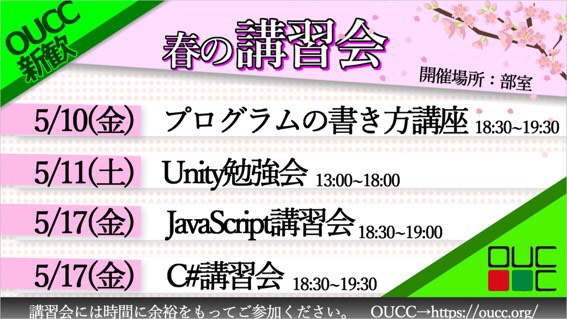 OUCC
新歓
春の講習会
開催場所：部室
5/10(金) プログラムの書き方講座 18:30~19:30
5/11(土) Unity勉強会 13:00~18:00
5/17(金) JavaScript講習会 18:30~19:00
5/17(金) C#講習会 18:30~19:30
OUC
C
講習会には時間に余裕をもってご参加ください。 OUCC→https://oucc.org/